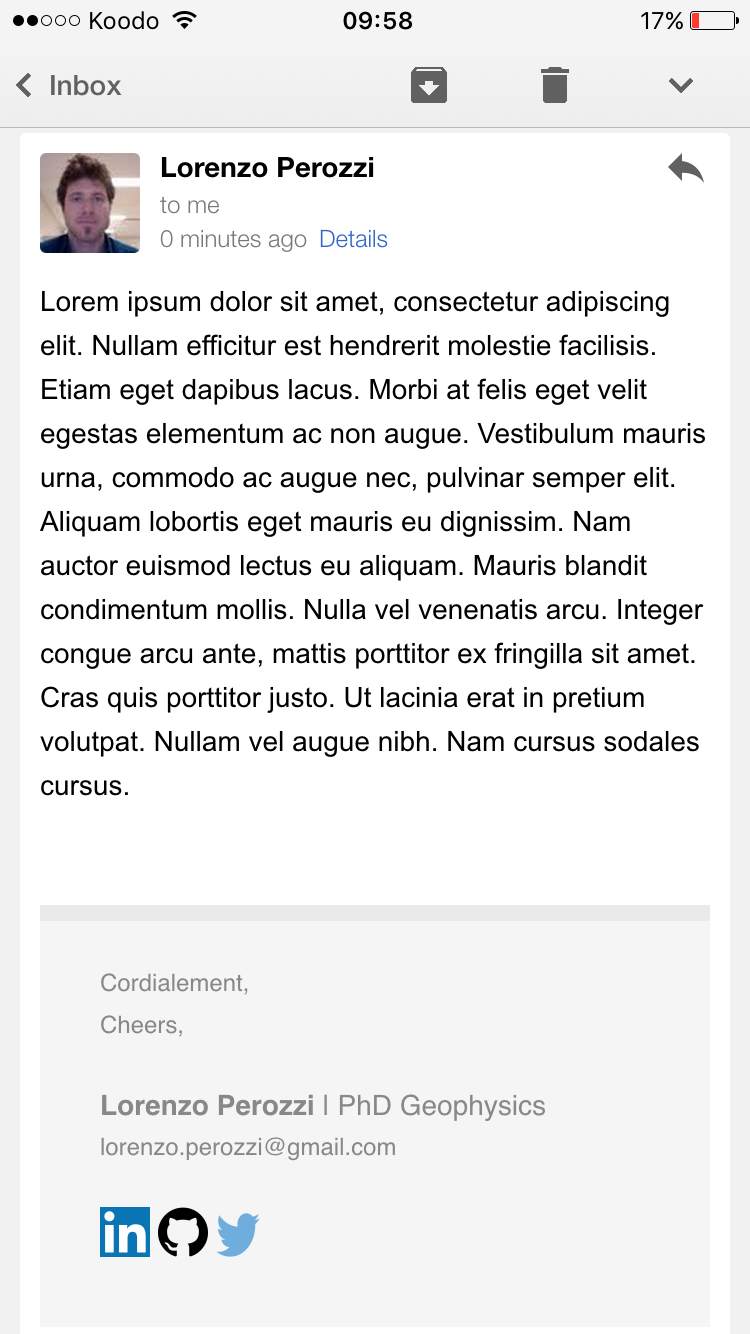 Koodo 09:58 17%
Inbox
Lorenzo Perozzi
to me
0 minutes ago Details
Lorem ipsum dolor sit amet, consectetur adipiscing
elit. Nullam efficitur est hendrerit molestie facilisis.
Etiam eget dapibus lacus. Morbi at felis eget velit
egestas elementum ac non augue. Vestibulum mauris
urna, commodo ac augue nec, pulvinar semper elit.
Aliquam lobortis eget mauris eu dignissim. Nam
auctor euismod lectus eu aliquam. Mauris blandit
condimentum mollis. Nulla vel venenatis arcu. Integer
congue arcu ante, mattis porttitor ex fringilla sit amet.
Cras quis porttitor justo. Ut lacinia erat in pretium
volutpat. Nullam vel augue nibh. Nam cursus sodales
cursus.
Cordialement,
Cheers,
Lorenzo Perozzi | PhD Geophysics
lorenzo.perozzi@gmail.com
in